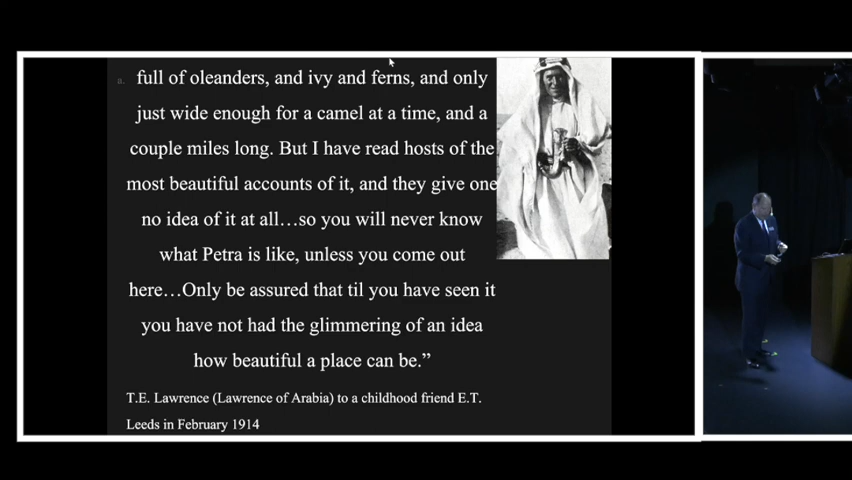 a. full of oleanders, and ivy and ferns, and only
just wide enough for a camel at a time, and a
couple miles long. But I have read hosts of the
most beautiful accounts of it, and they give one
no idea of it at all…so you will never know
what Petra is like, unless you come out
here…Only be assured that til you have seen it
you have not had the glimmering of an idea
how beautiful a place can be.”
T.E. Lawrence (Lawrence of Arabia) to a childhood friend E.T.
Leeds in February 1914